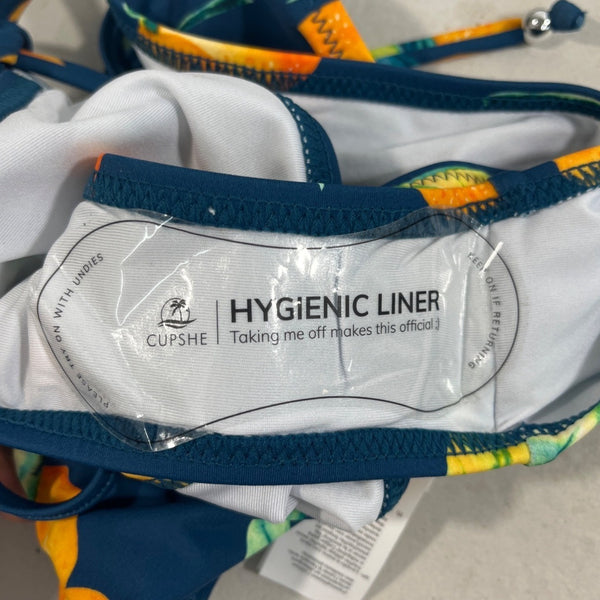 PLEASE TRY ON WITH UNDIES
CUPSHE
HYGiENIC LINER
Taking me off makes this official :)
KEEP ON IF RETURNING